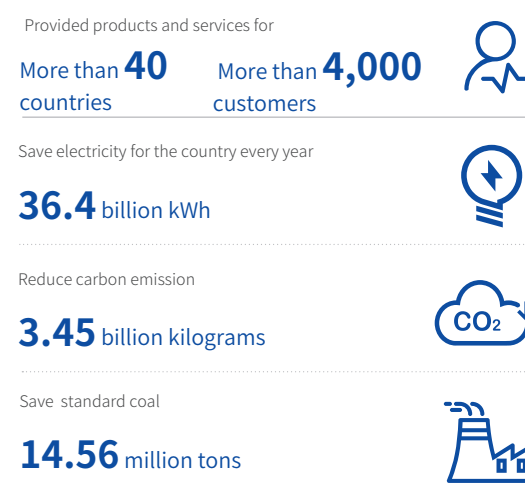 Provided products and services for
More than 40 countries
More than 4,000 customers
Save electricity for the country every year
36.4 billion kWh
Reduce carbon emission
3.45 billion kilograms
CO₂
Save standard coal
14.56 million tons